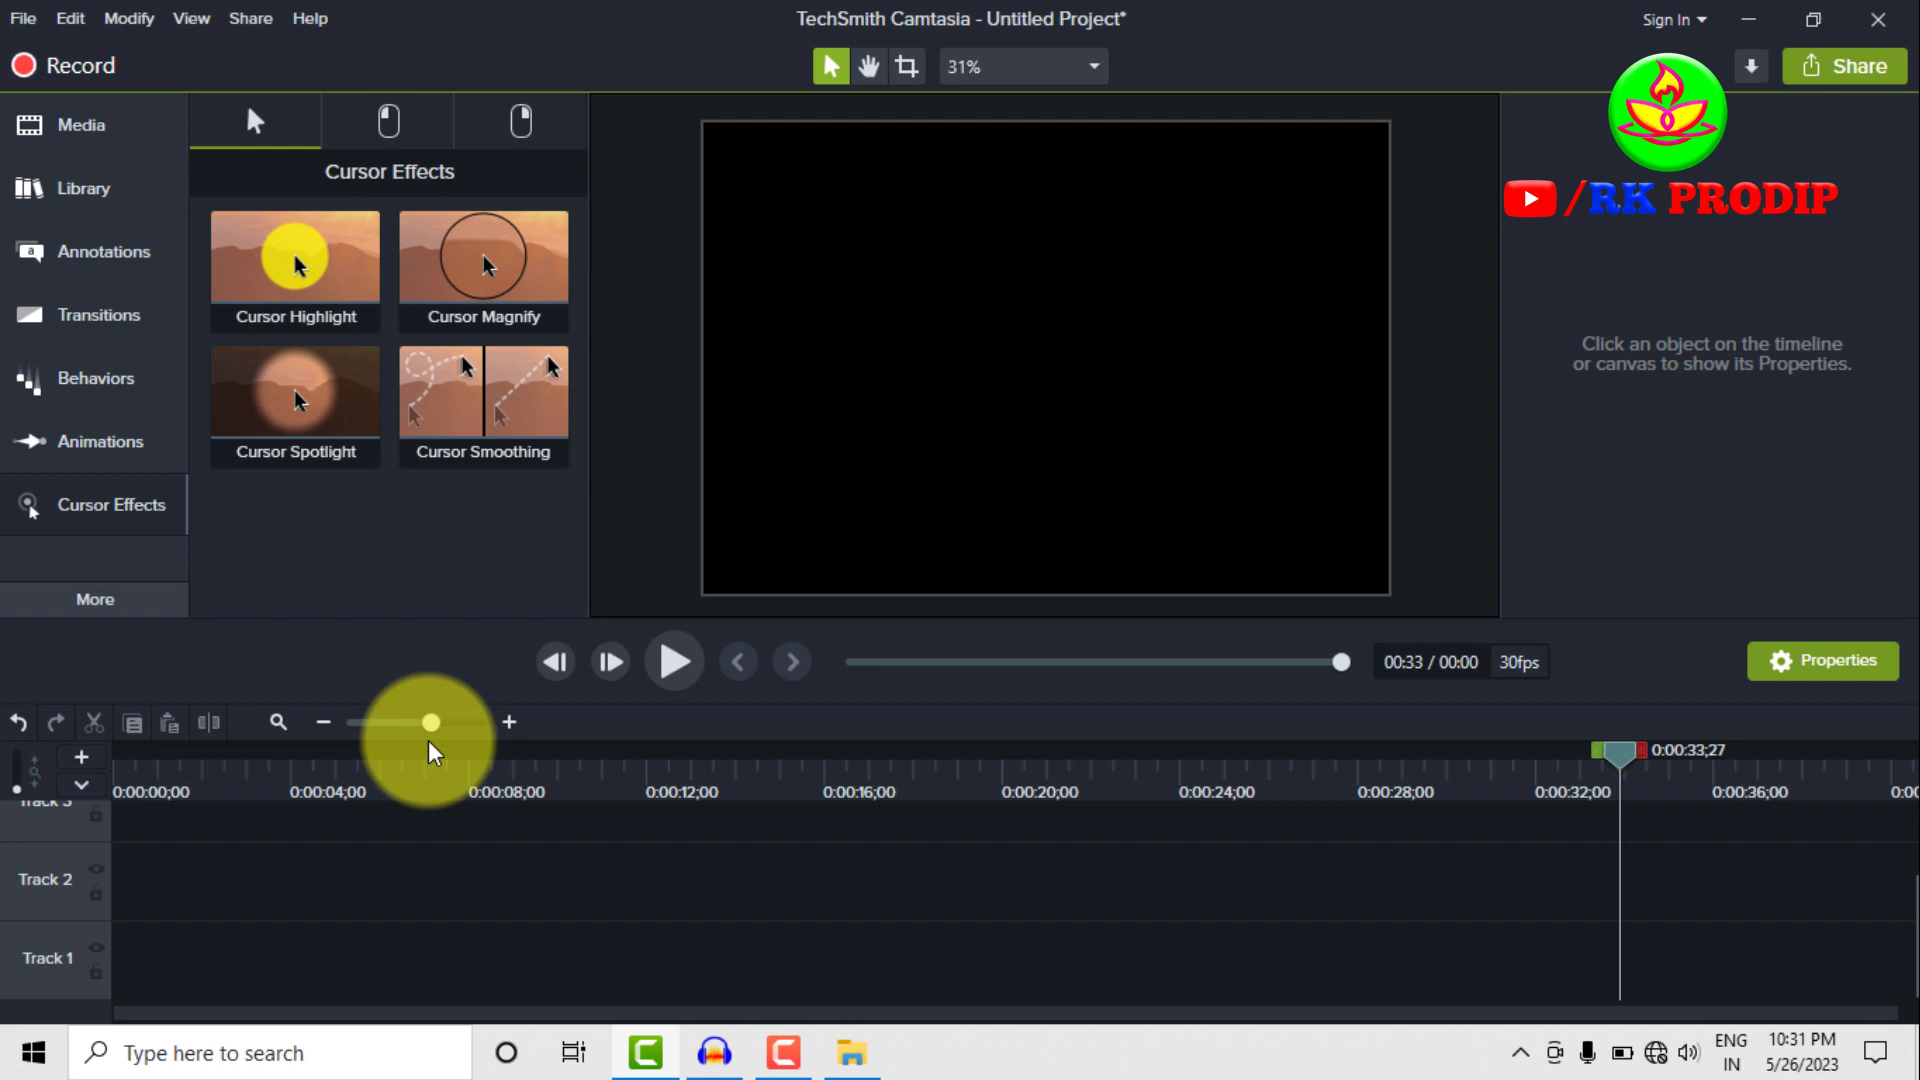 File Edit Modify View Share Help
TechSmith Camtasia - Untitled Project*
Sign In
Record
31%
Share
Media
Library
Annotations
Transitions
Behaviors
Animations
Cursor Effects
More
Cursor Effects
Cursor Highlight
Cursor Magnify
Cursor Spotlight
Cursor Smoothing
/RK PRODIP
Click an object on the timeline
or canvas to show its Properties.
00:33 / 00:00
30fps
Properties
0:00:33;27
0:00:00;00 0:00:04;00 0:00:08;00 0:00:12;00 0:00:16;00 0:00:20;00 0:00:24;00 0:00:28;00 0:00:32;00 0:00:36;00 0:00
Track 3
Track 2
Track 1
Type here to search
ENG
IN
10:31 PM
5/26/2023